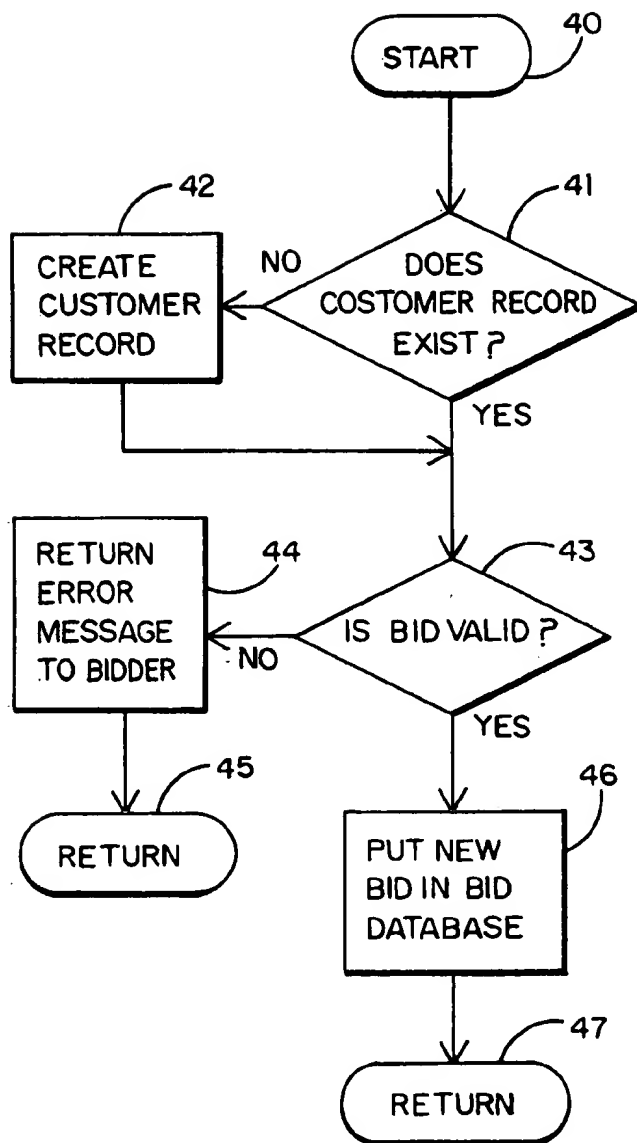 40
START
42
41
CREATE
CUSTOMER
RECORD
NO
DOES
COSTOMER RECORD
EXIST?
YES
44
43
RETURN
ERROR
MESSAGE
TO BIDDER
NO
IS BID VALID?
YES
45
RETURN
46
PUT NEW
BID IN BID
DATABASE
47
RETURN